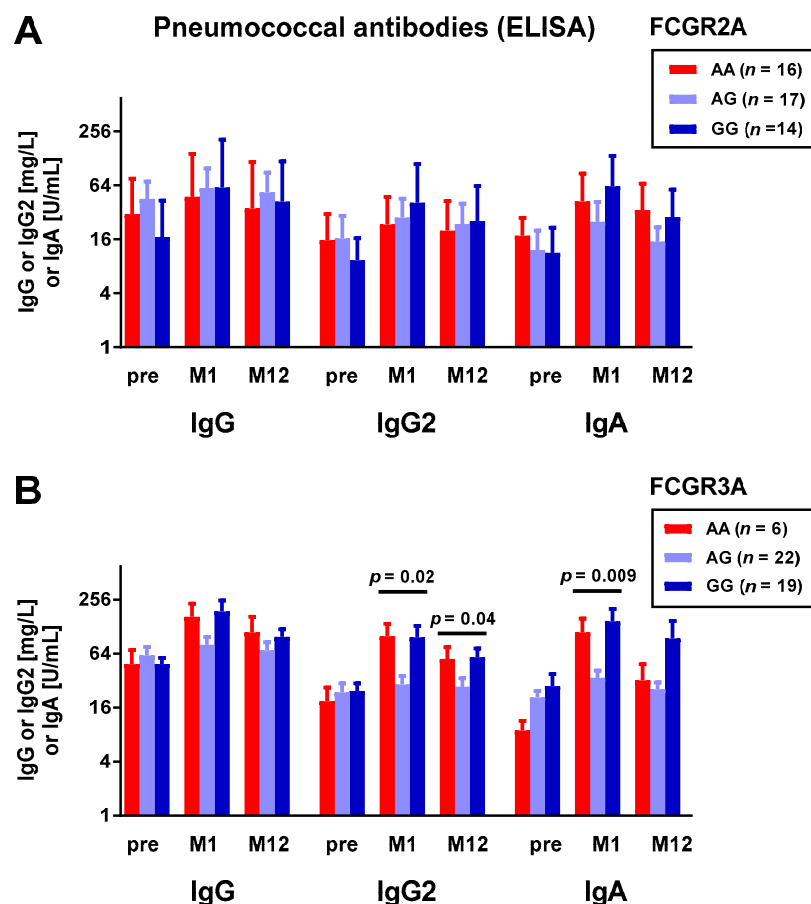 A
Pneumococcal antibodies (ELISA)
FCGR2A
AA (n = 16)
AG (n = 17)
GG (n =14)
IgG or IgG2 [mg/L]
or IgA [U/mL]
256
64
16
4
1
pre M1 M12 pre M1 M12 pre M1 M12
IgG IgG2 IgA
B
FCGR3A
AA (n = 6)
AG (n = 22)
GG (n = 19)
IgG or IgG2 [mg/L]
or IgA [U/mL]
256
64
16
4
1
p = 0.02
p = 0.04
p = 0.009
pre M1 M12 pre M1 M12 pre M1 M12
IgG IgG2 IgA